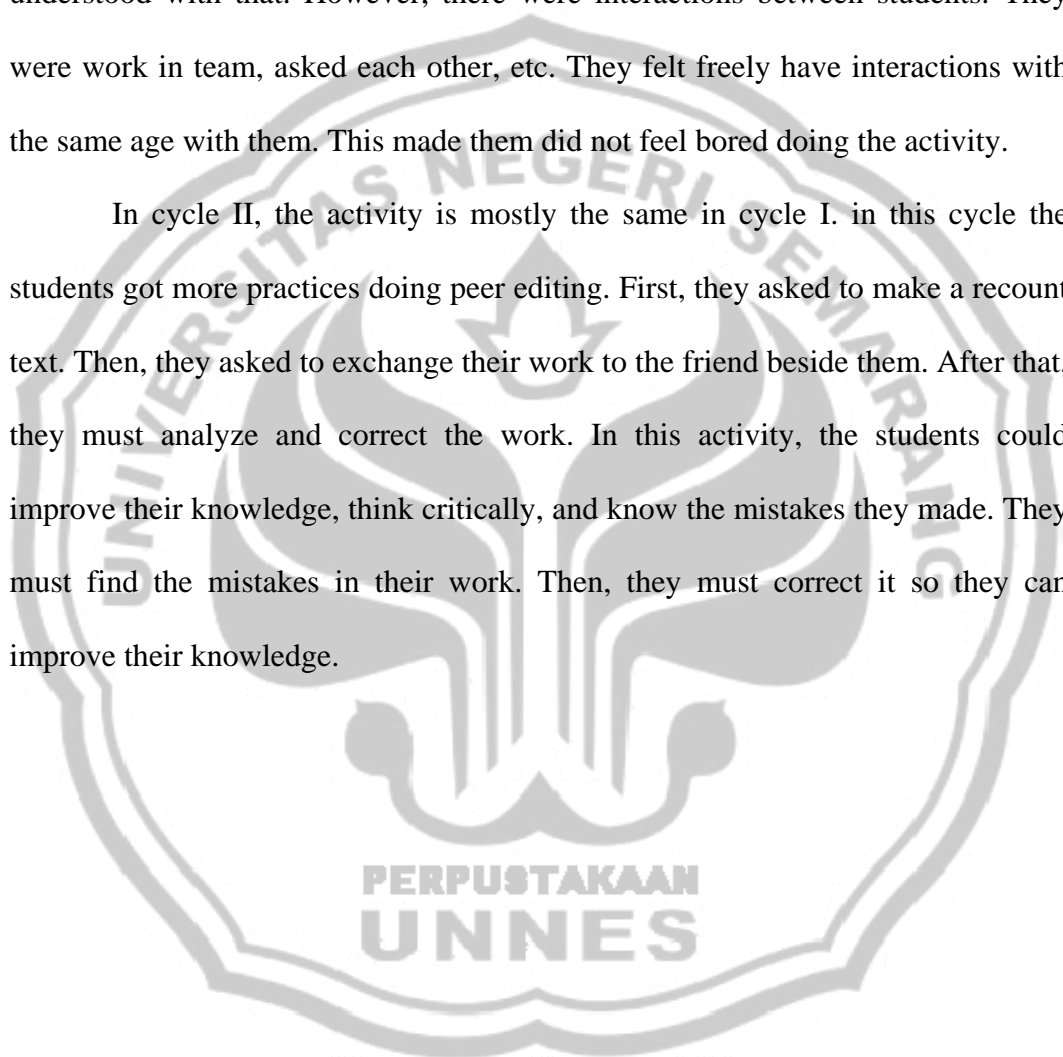 understood with that. However, there were interactions between students. They
were work in team, asked each other, etc. They felt freely have interactions with
the same age with them. This made them did not feel bored doing the activity.
In cycle II, the activity is mostly the same in cycle I. in this cycle the
students got more practices doing peer editing. First, they asked to make a recount
text. Then, they asked to exchange their work to the friend beside them. After that,
they must analyze and correct the work. In this activity, the students could
improve their knowledge, think critically, and know the mistakes they made. They
must find the mistakes in their work. Then, they must correct it so they can
improve their knowledge.
UNIVERSITAS NEGERI SEMARANG
PERPUSTAKAAN
UNNES